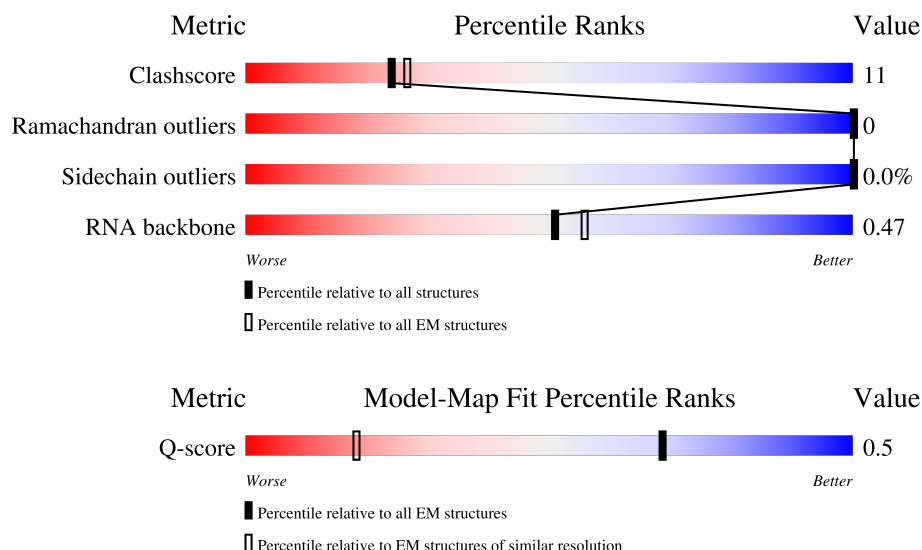 Metric Percentile Ranks Value
Clashscore 11
Ramachandran outliers 0
Sidechain outliers 0.0%
RNA backbone 0.47
Worse Better
Percentile relative to all structures
Percentile relative to all EM structures
Metric Model-Map Fit Percentile Ranks Value
Q-score 0.5
Worse Better
Percentile relative to all EM structures
Percentile relative to EM structures of similar resolution